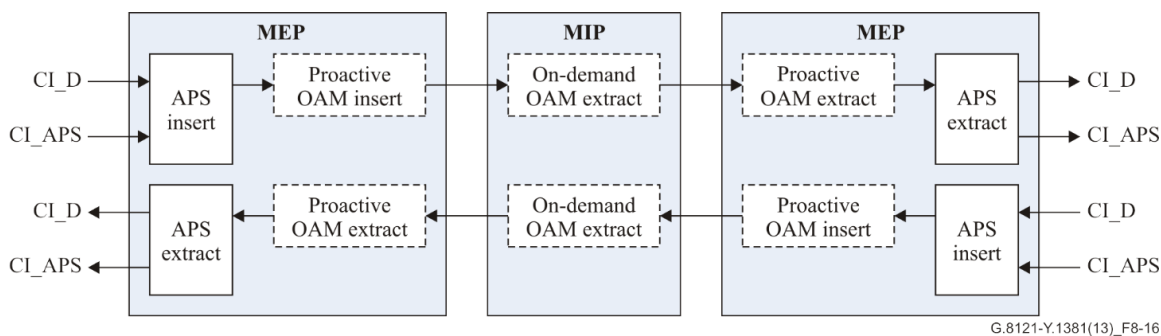 MEP
MIP
MEP
CI_D
CI_APS
APS
insert
Proactive
OAM insert
On-demand
OAM extract
Proactive
OAM extract
APS
extract
CI_D
CI_APS
CI_D
CI_APS
APS
extract
Proactive
OAM extract
On-demand
OAM extract
Proactive
OAM insert
APS
insert
CI_D
CI_APS
G.8121-Y.1381(13)_F8-16